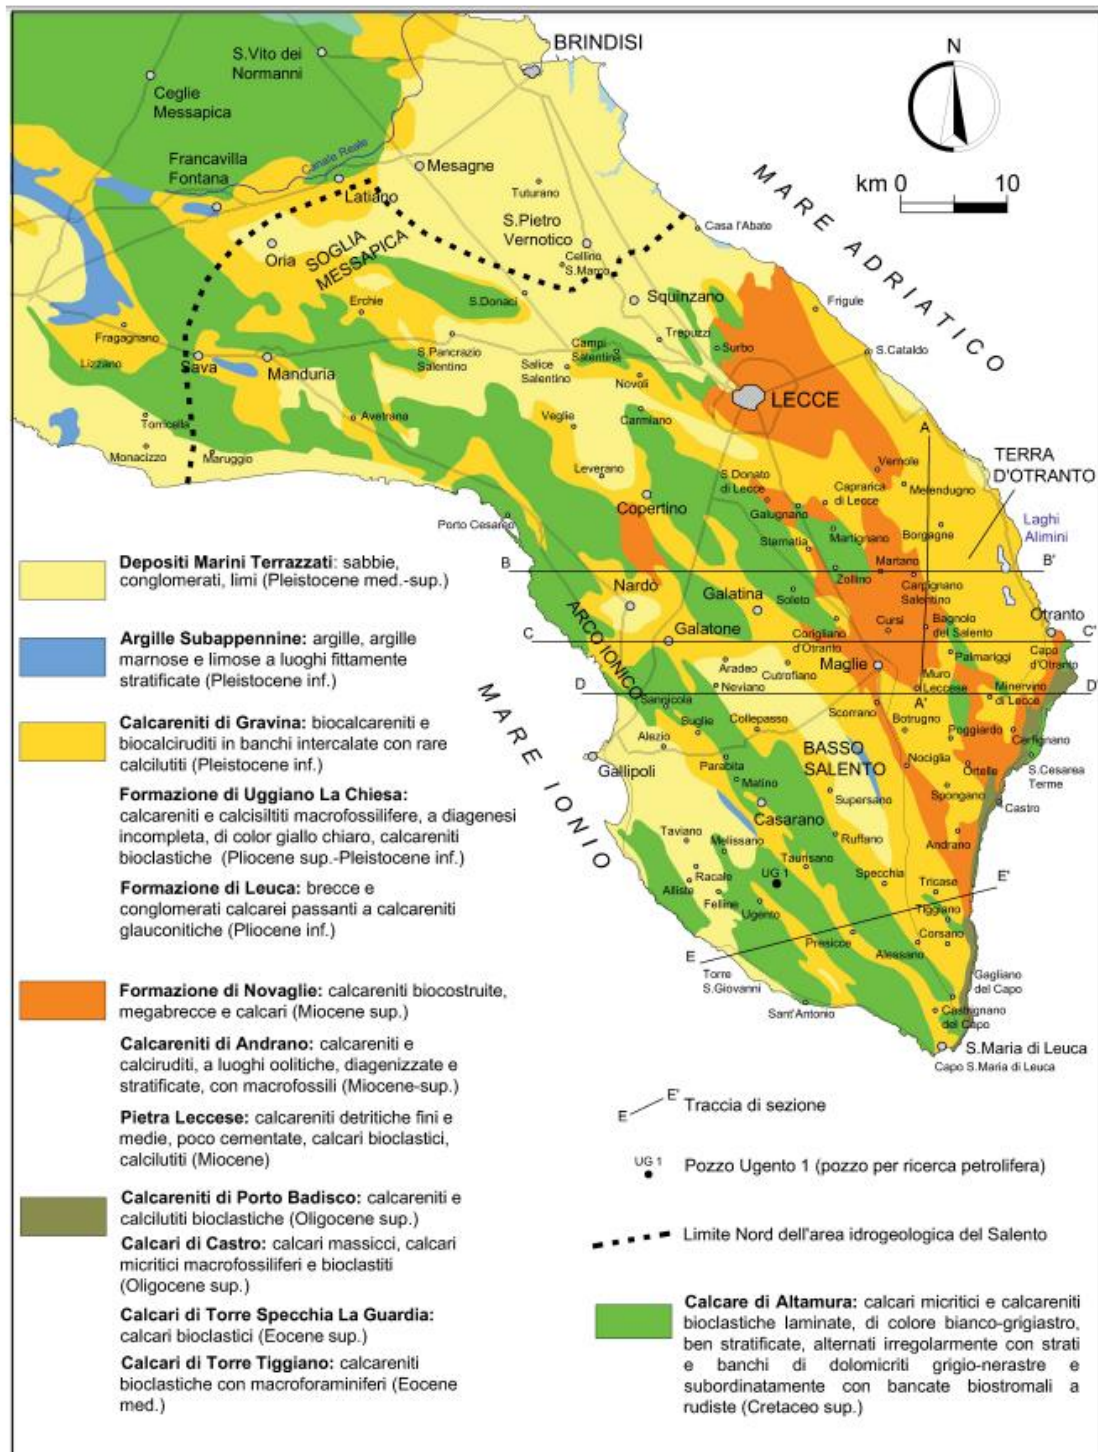 S.Vito dei
Normanni
BRINDISI
N
Ceglie
Messapica
Francavilla
Fontana
Canale Reale
Mesagne
Latiano
Tuturano
km 0 10
MARE ADRIATICO
S.Pietro
Vernotico
Casa l'Abate
Oria
SOGLIA
MESSAPICA
Cellino
S.Marco
S.Donaci
Squinzano
Erchie
Frigule
Fragagnano
Trepuzzi
Lizzano
Sava
Manduria
S.Pancrazio
Salentino
Campi
Salentina
Surbo
S.Cataldo
Salice
Salentino
Novoli
LECCE
Torricella
Avetrana
Veglie
Carmiano
A
Monacizzo
Maruggio
Leverano
S.Donato
di Lecce
Vernole
TERRA
D'OTRANTO
Caprarica
di Lecce
Melendugno
Copertino
Galugnano
Porto Cesareo
Martignano
Borgagne
Laghi
Alimini
Sternatia
B
Martano
B'
Zollino
Carpignano
Salentino
Nardò
Galatina
Soleto
Otranto
ARCO IONICO
Cursi
Bagnolo
del Salento
C
Galatone
Corigliano
d'Otranto
C'
Maglie
Palmariggi
Capo
d'Otranto
Aradeo
Cutrofiano
Muro
Leccese
Minervino
di Lecce
D
Neviano
A'
D'
Sannicola
Scorrano
MARE IONIO
Suglie
Collepasso
Botrugno
Alezio
Poggiardo
Cerfignano
BASSO
SALENTO
Gallipoli
Parabita
Nociglia
Ortelle
S.Cesarea
Terme
Matino
Supersano
Spongano
Castro
Casarano
Taviano
Melissano
Ruffano
Andrano
Taurisano
Racale
UG 1
Specchia
Tricase
E'
Alliste
Felline
Ugento
Tiggiano
Presicce
Corsano
E
Alessano
Torre
S.Giovanni
Gagliano
del Capo
Sant'Antonio
Castrignano
del Capo
S.Maria di Leuca
Capo S.Maria di Leuca
Depositi Marini Terrazzati: sabbie,
conglomerati, limi (Pleistocene med.-sup.)
Argille Subappennine: argille, argille
marnose e limose a luoghi fittamente
stratificate (Pleistocene inf.)
Calcareniti di Gravina: biocalcareniti e
biocalciruditi in banchi intercalate con rare
calcilutiti (Pleistocene inf.)
Formazione di Uggiano La Chiesa:
calcareniti e calcisiltiti macrofossilifere, a diagenesi
incompleta, di color giallo chiaro, calcareniti
bioclastiche (Pliocene sup.-Pleistocene inf.)
Formazione di Leuca: brecce e
conglomerati calcarei passanti a calcareniti
glauconitiche (Pliocene inf.)
Formazione di Novaglie: calcareniti biocostruite,
megabrecce e calcari (Miocene sup.)
Calcareniti di Andrano: calcareniti e
calciruditi, a luoghi oolitiche, diagenizzate e
stratificate, con macrofossili (Miocene-sup.)
Pietra Leccese: calcareniti detritiche fini e
medie, poco cementate, calcari bioclastici,
calcilutiti (Miocene)
Calcareniti di Porto Badisco: calcareniti e
calcilutiti bioclastiche (Oligocene sup.)
Calcari di Castro: calcari massicci, calcari
micritici macrofossiliferi e bioclastiti
(Oligocene sup.)
Calcari di Torre Specchia La Guardia:
calcari bioclastici (Eocene sup.)
Calcari di Torre Tiggiano: calcareniti
bioclastiche con macroforaminiferi (Eocene
med.)
E E' Traccia di sezione
UG 1 Pozzo Ugento 1 (pozzo per ricerca petrolifera)
Limite Nord dell'area idrogeologica del Salento
Calcare di Altamura: calcari micritici e calcareniti
bioclastiche laminate, di colore bianco-grigiastro,
ben stratificate, alternati irregolarmente con strati
e banchi di dolomicriti grigio-nerastre e
subordinatamente con bancate biostromali a
rudiste (Cretaceo sup.)